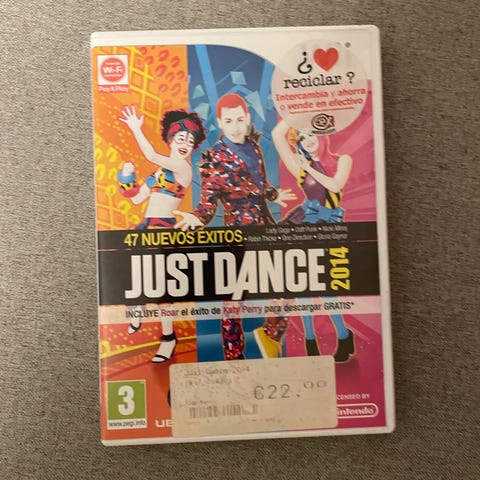 Nintendo
Wi-Fi
Play&Play
¿
reciclar ?
Intercambia y ahorra
o vende en efectivo
47 NUEVOS ÉXITOS
Lady Gaga • Daft Punk • Nicki Minaj
• Robin Thicke • One Direction • Gloria Gaynor
JUST DANCE 2014
INCLUYE Roar el éxito de Katy Perry para descargar GRATIS*
Just Dance 2014
€22.00
3
www.pegi.info
LICENSED BY
Nintendo